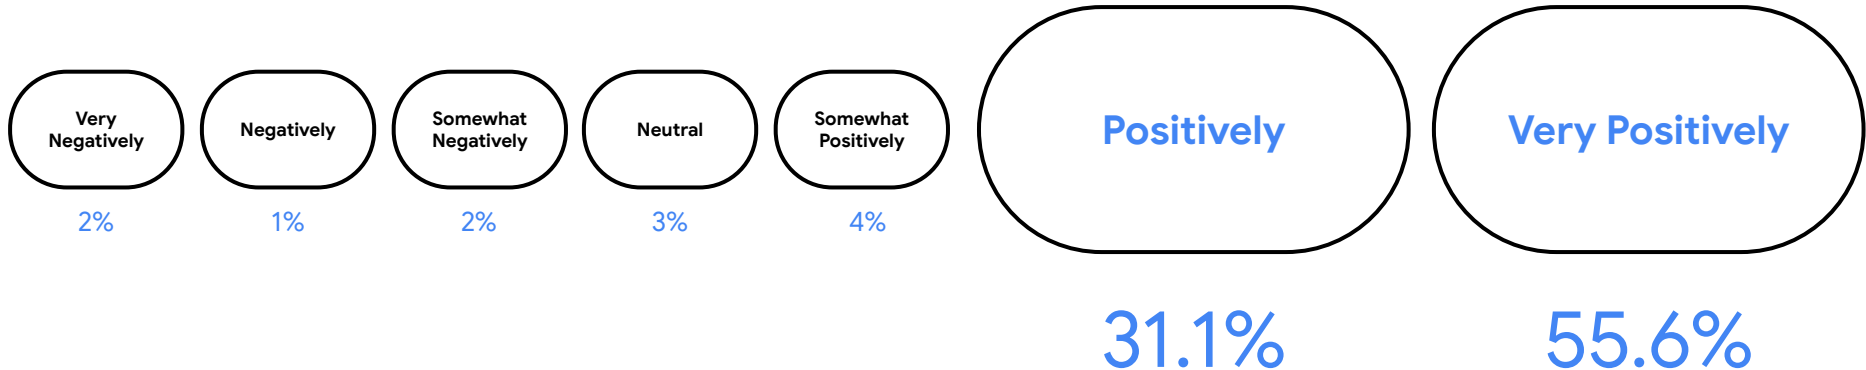 Very
Negatively
Negatively
Somewhat
Negatively
Neutral
Somewhat
Positively
Positively
Very Positively
2%
1%
2%
3%
4%
31.1%
55.6%